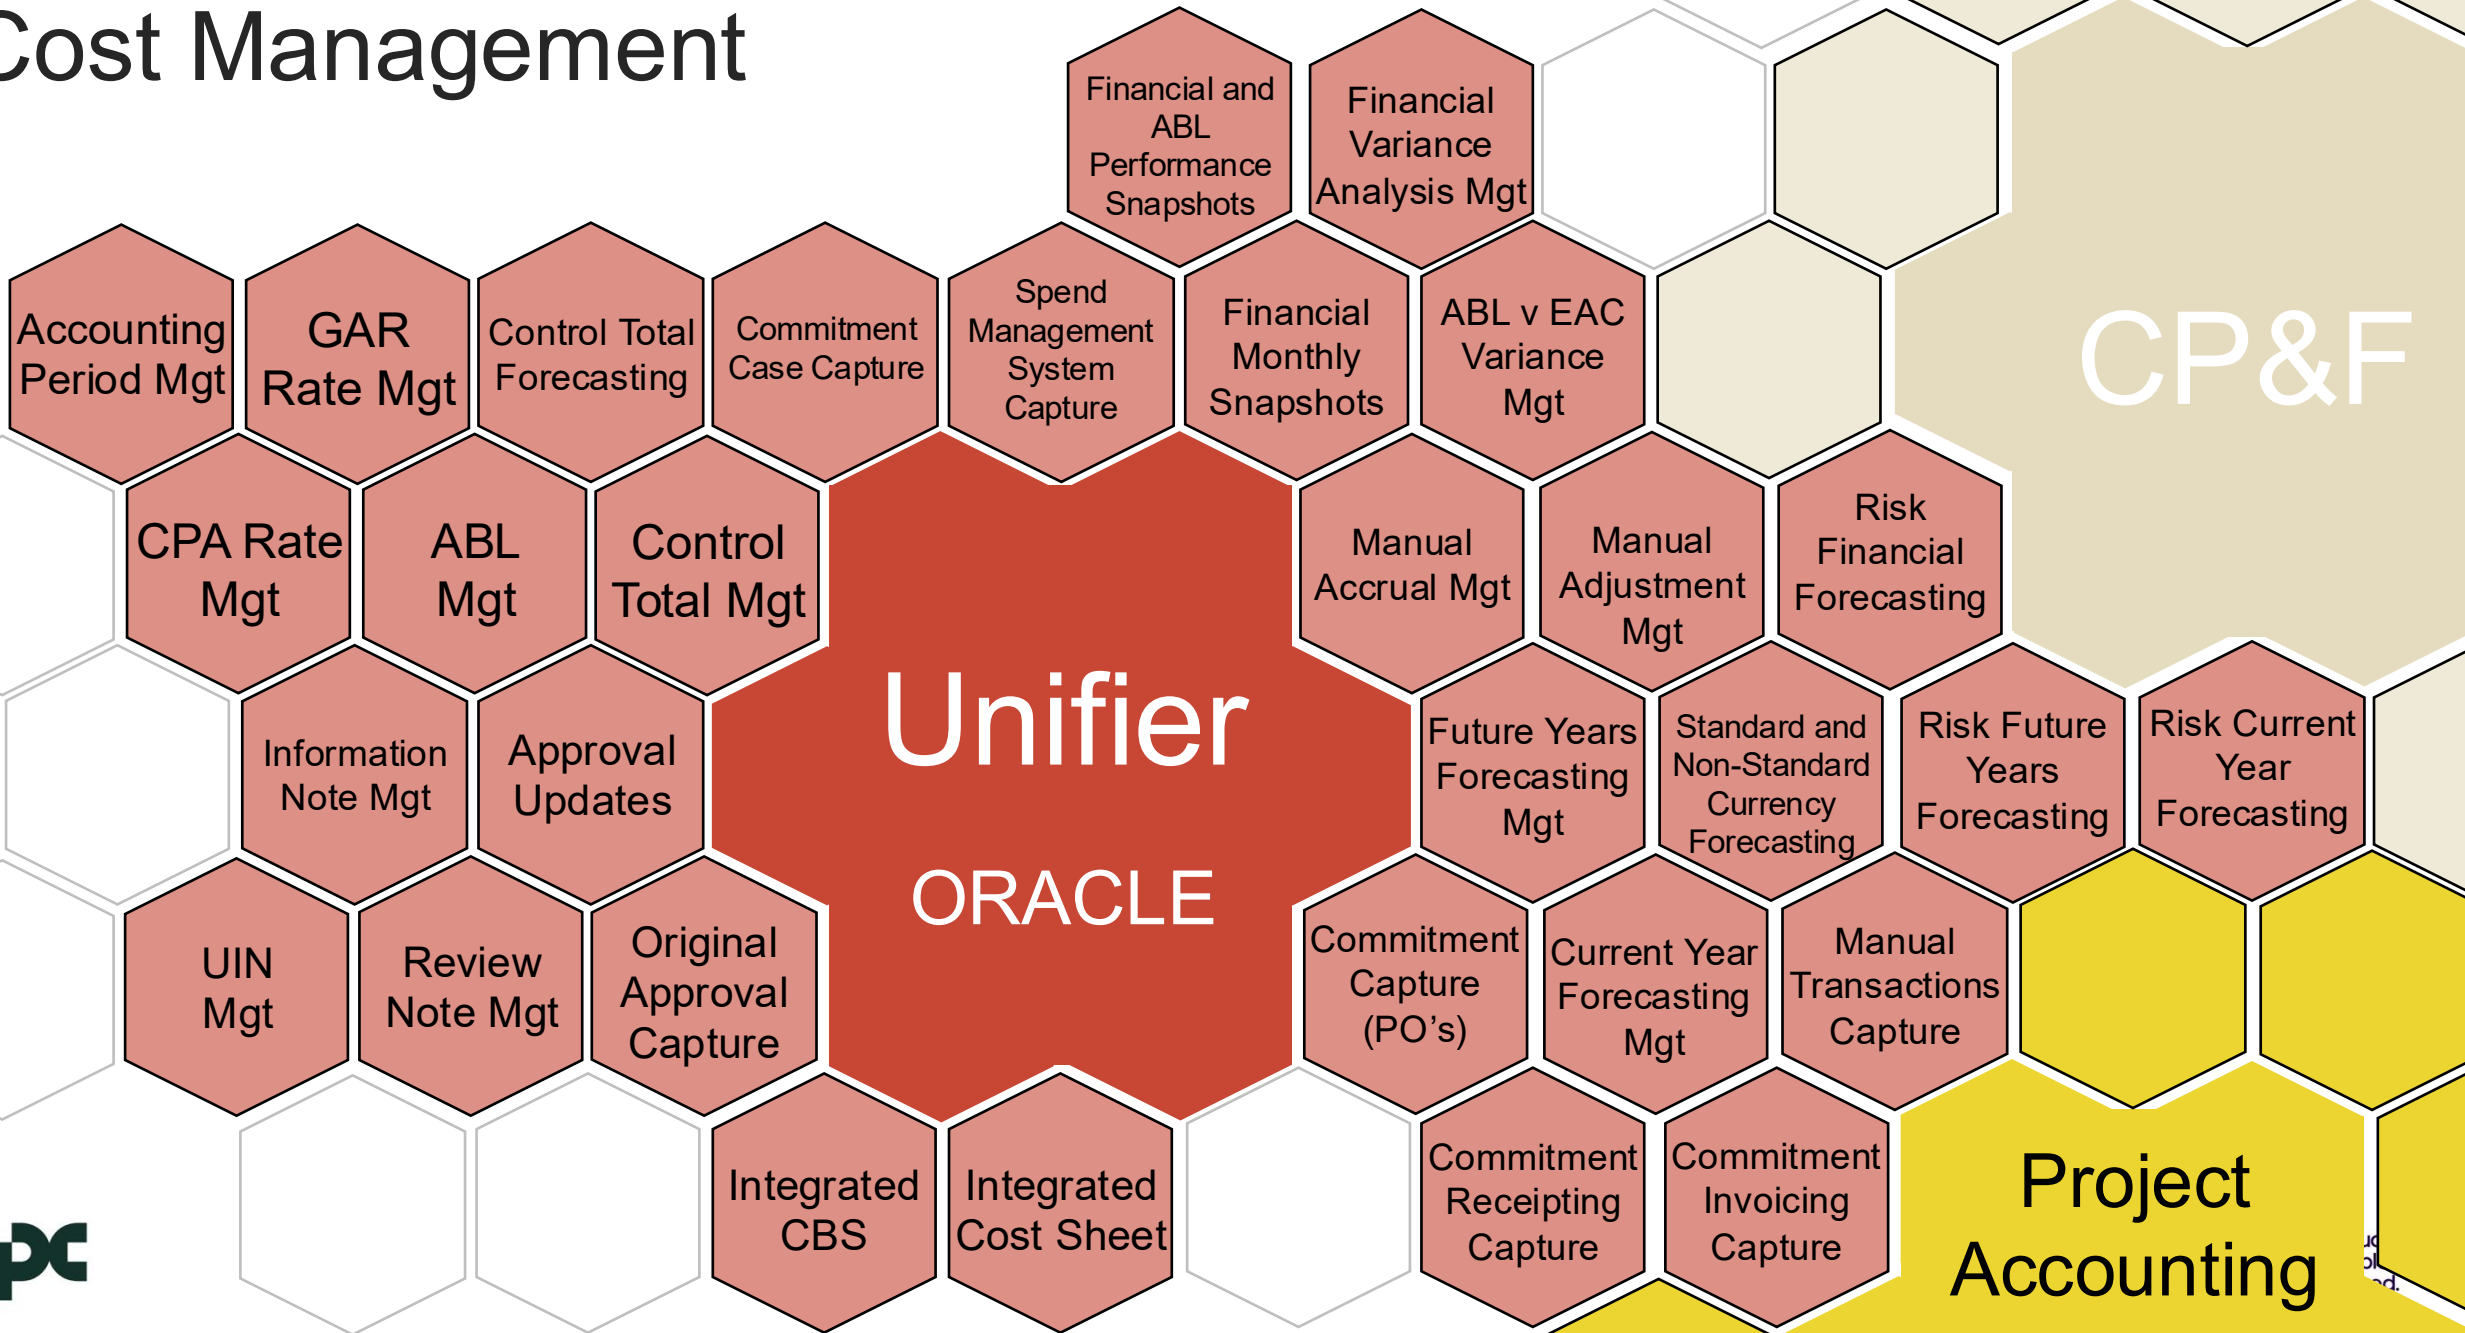 Cost Management
Financial and
ABL
Performance
Snapshots
Financial
Variance
Analysis Mgt
Accounting
Period Mgt
GAR
Rate Mgt
Control Total
Forecasting
Commitment
Case Capture
Spend
Management
System
Capture
Financial
Monthly
Snapshots
ABL v EAC
Variance
Mgt
CP&F
CPA Rate
Mgt
ABL
Mgt
Control
Total Mgt
Manual
Accrual Mgt
Manual
Adjustment
Mgt
Risk
Financial
Forecasting
Information
Note Mgt
Approval
Updates
Unifier
ORACLE
Future Years
Forecasting
Mgt
Standard and
Non-Standard
Currency
Forecasting
Risk Future
Years
Forecasting
Risk Current
Year
Forecasting
UIN
Mgt
Review
Note Mgt
Original
Approval
Capture
Commitment
Capture
(PO’s)
Current Year
Forecasting
Mgt
Manual
Transactions
Capture
Integrated
CBS
Integrated
Cost Sheet
Commitment
Receipting
Capture
Commitment
Invoicing
Capture
Project
Accounting